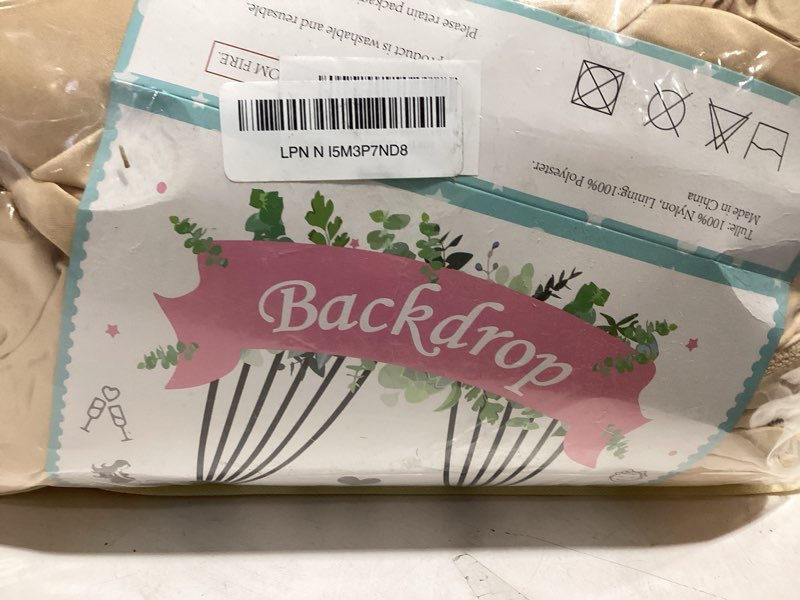 Please retain packa
product is washable and reusable.
OM FIRE.
LPN N I5M3P7ND8
Tulle: 100% Nylon, Lining:100% Polyester.
Made in China
Backdrop